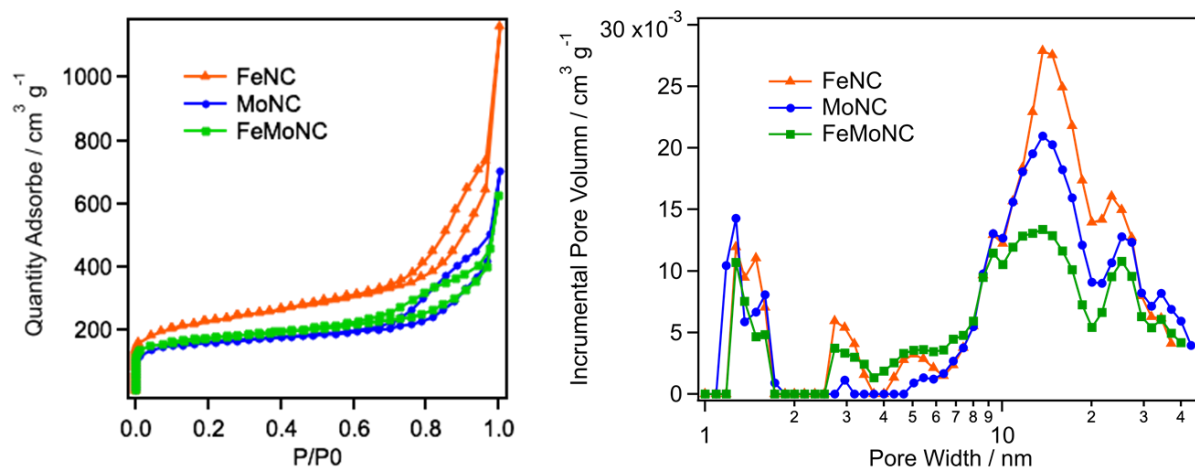 Quantity Adsorbe / cm³ g⁻¹
1000
800
600
400
200
FeNC
MoNC
FeMoNC
0.0 0.2 0.4 0.6 0.8 1.0
P/P0
Incrumental Pore Volumn / cm³ g⁻¹
30 x10⁻³
25
20
15
10
5
0
FeNC
MoNC
FeMoNC
2 3 4 5 6 7 8 9 2 3 4
1 10
Pore Width / nm